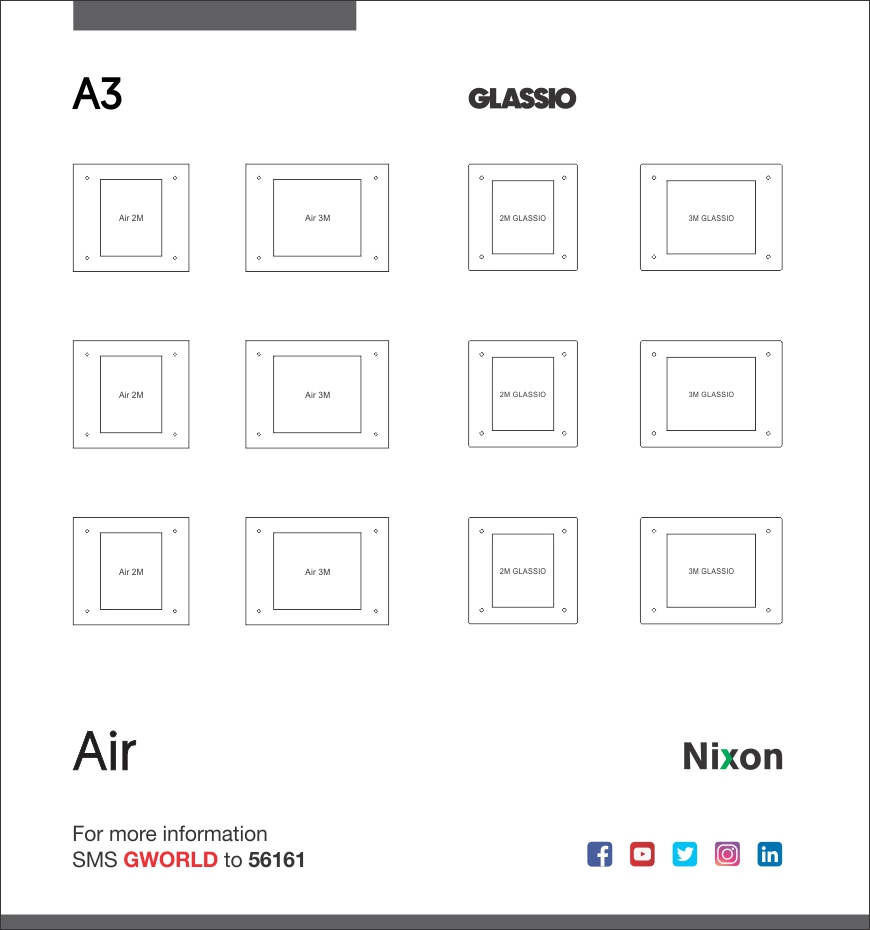 A3
GLASSIO
Air 2M
Air 3M
2M GLASSIO
3M GLASSIO
Air 2M
Air 3M
2M GLASSIO
3M GLASSIO
Air 2M
Air 3M
2M GLASSIO
3M GLASSIO
Air
Nixon
For more information
SMS GWORLD to 56161